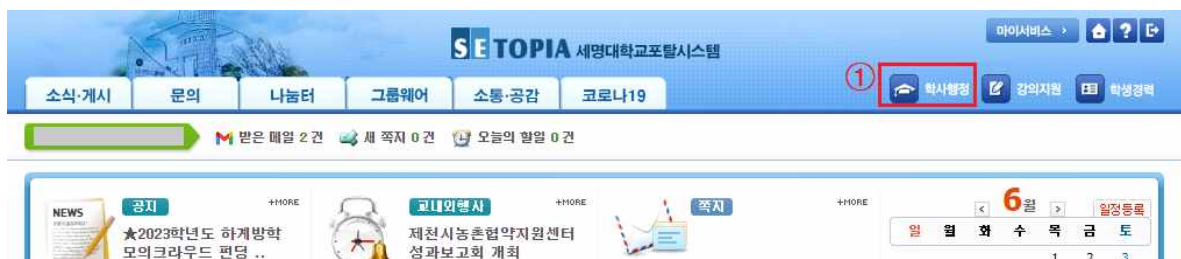 SETOPIA 세명대학교포탈시스템
마이서비스 > ?
소식·게시 문의 나눔터 그룹웨어 소통·공감 코로나19
① 학사행정 강의지원 학생경력
받은 메일 2 건 새 쪽지 0 건 오늘의 할일 0 건
NEWS 공지 +MORE
★2023학년도 하계방학
모의크라우드 펀딩 ..
교내외행사 +MORE
제천시농촌협약지원센터
성과보고회 개최
쪽지 +MORE
< 6월 > 일정등록
일 월 화 수 목 금 토
1 2 3